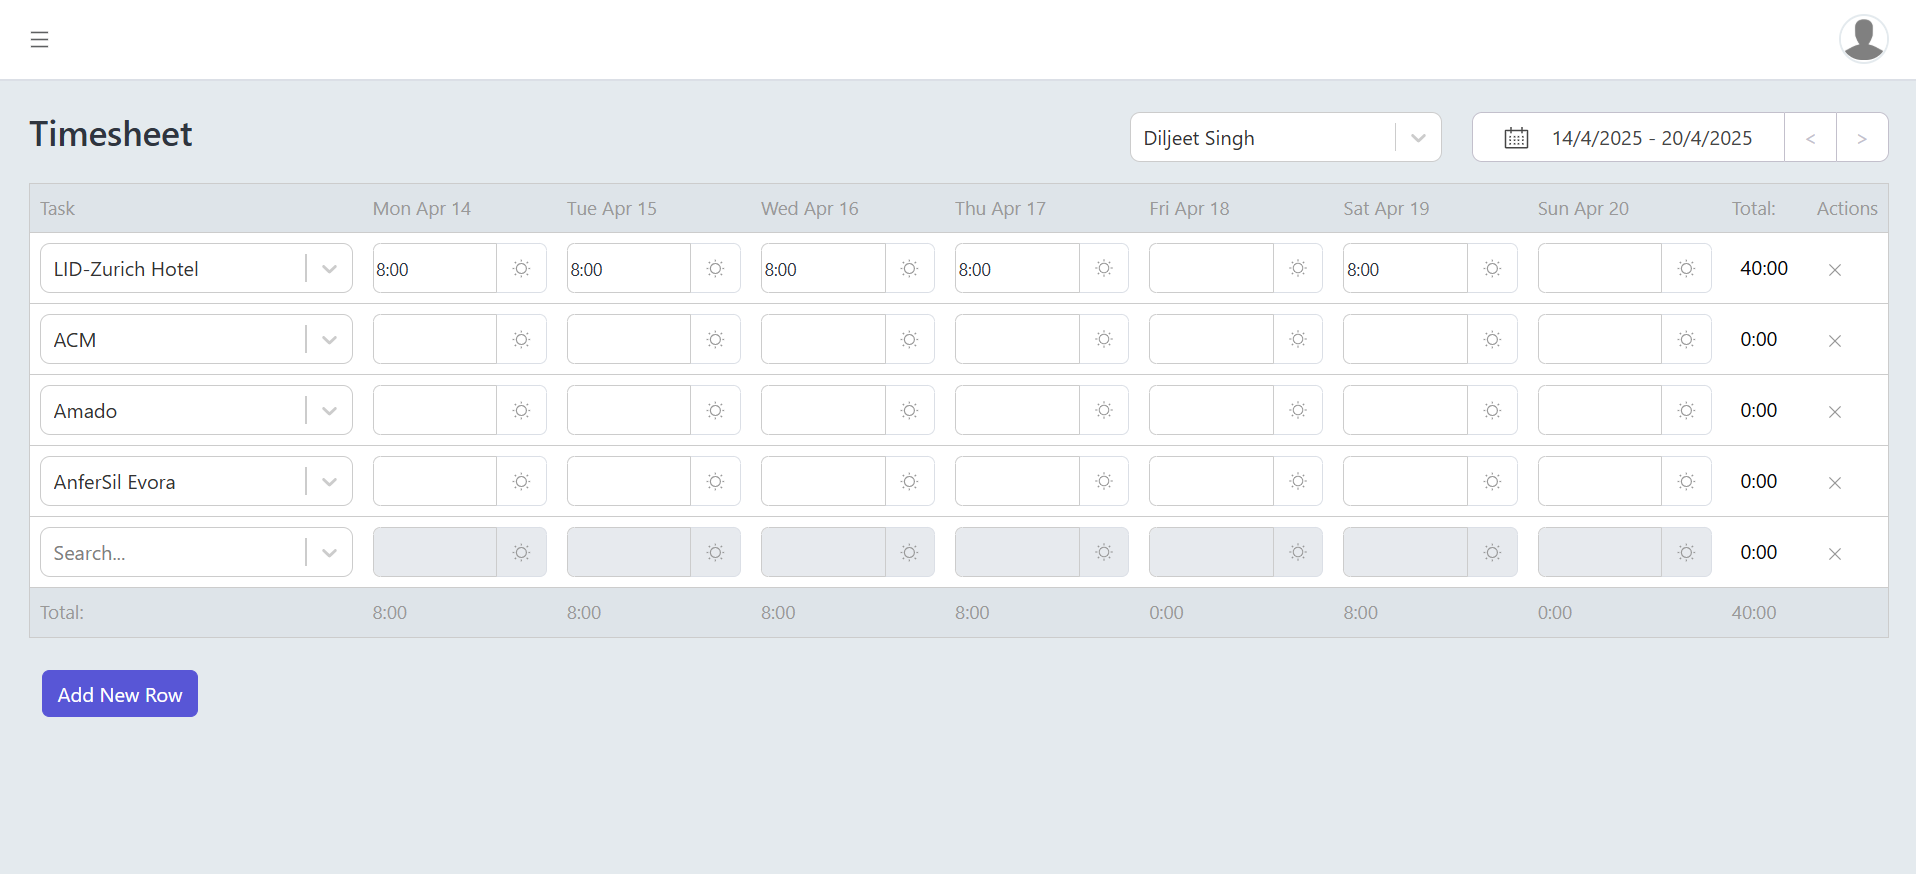 Timesheet
Diljeet Singh
14/4/2025 - 20/4/2025 < >
Task Mon Apr 14 Tue Apr 15 Wed Apr 16 Thu Apr 17 Fri Apr 18 Sat Apr 19 Sun Apr 20 Total: Actions
LID-Zurich Hotel 8:00 8:00 8:00 8:00 8:00 40:00
ACM 0:00
Amado 0:00
AnferSil Evora 0:00
Search... 0:00
Total: 8:00 8:00 8:00 8:00 0:00 8:00 0:00 40:00
Add New Row